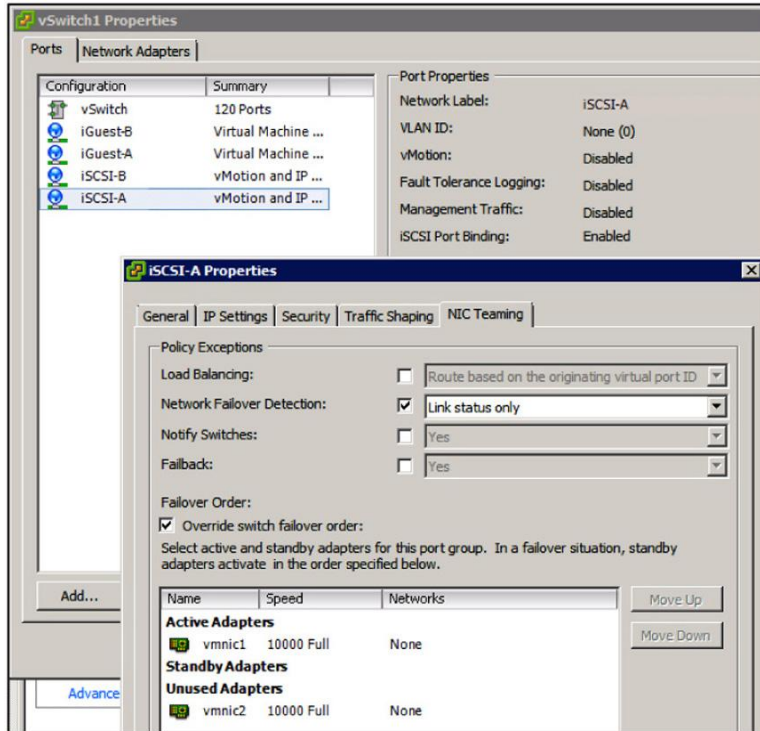 vSwitch1 Properties
Ports Network Adapters
Configuration Summary
vSwitch 120 Ports
iGuest-B Virtual Machine ...
iGuest-A Virtual Machine ...
iSCSI-B vMotion and IP ...
iSCSI-A vMotion and IP ...
Port Properties
Network Label: iSCSI-A
VLAN ID: None (0)
vMotion: Disabled
Fault Tolerance Logging: Disabled
Management Traffic: Disabled
iSCSI Port Binding: Enabled
Add...
Advance
iSCSI-A Properties
General IP Settings Security Traffic Shaping NIC Teaming
Policy Exceptions
Load Balancing: Route based on the originating virtual port ID
Network Failover Detection: Link status only
Notify Switches: Yes
Failback: Yes
Failover Order:
Override switch failover order:
Select active and standby adapters for this port group. In a failover situation, standby
adapters activate in the order specified below.
Name Speed Networks
Active Adapters
vmnic1 10000 Full None
Standby Adapters
Unused Adapters
vmnic2 10000 Full None
Move Up
Move Down